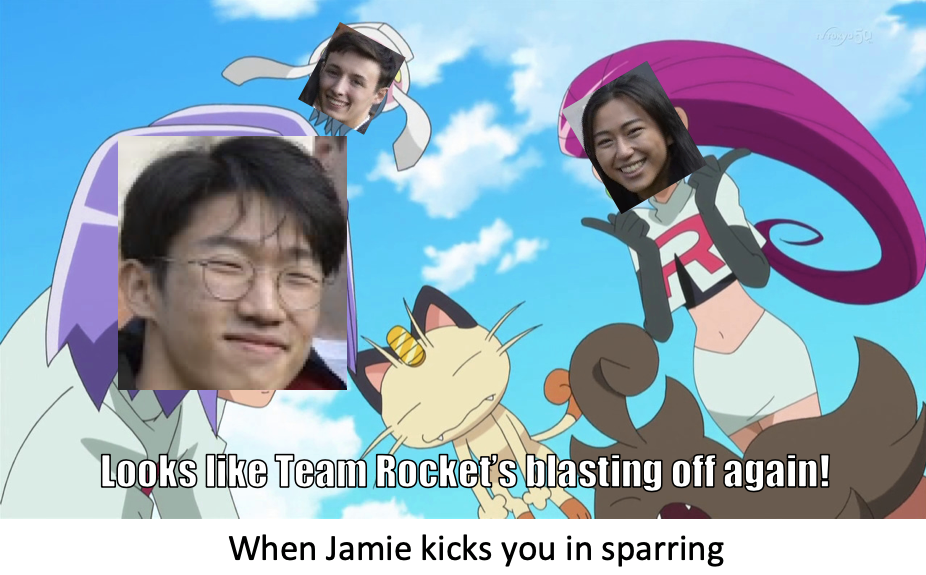 R
Looks like Team Rocket's blasting off again!
When Jamie kicks you in sparring